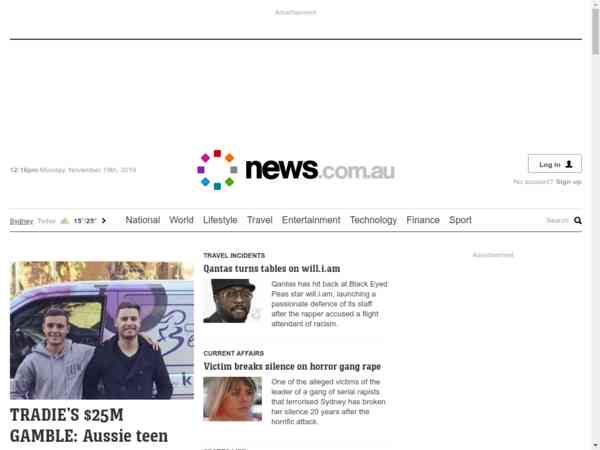 Advertisement
news.com.au
12:16pm Monday, November 19th, 2019
Log in
No account? Sign up
Sydney Today 15°/25°
National World Lifestyle Travel Entertainment Technology Finance Sport
Search
TRADIE'S $25M
GAMBLE: Aussie teen
TRAVEL INCIDENTS
Qantas turns tables on will.i.am
Qantas has hit back at Black Eyed
Peas star will.i.am, launching a
passionate defence of its staff
after the rapper accused a flight
attendant of racism.
CURRENT AFFAIRS
Victim breaks silence on horror gang rape
One of the alleged victims of the
leader of a gang of serial rapists
that terrorised Sydney has broken
her silence 20 years after the
horrific attack.
Advertisement